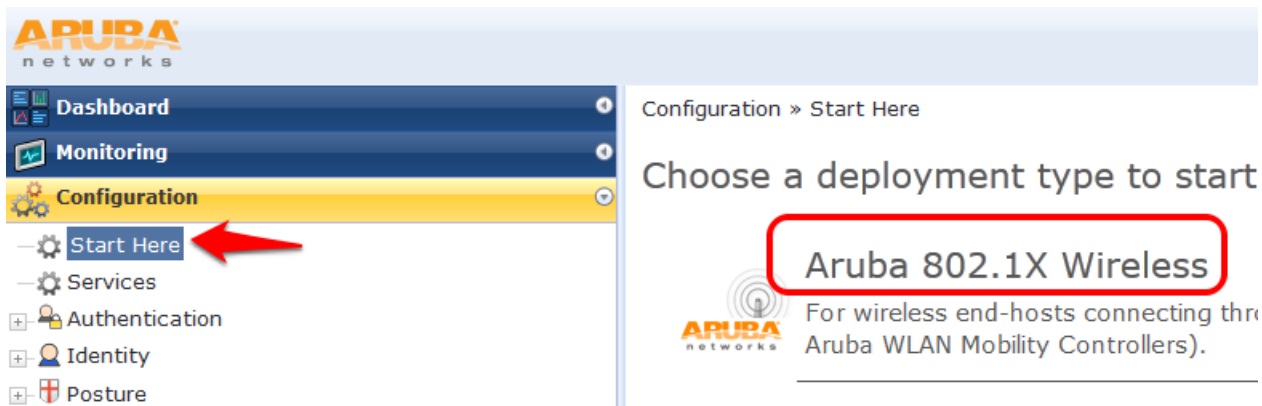 ARUBA
networks
Dashboard
Monitoring
Configuration
Start Here
Services
Authentication
Identity
Posture
Configuration » Start Here
Choose a deployment type to start
Aruba 802.1X Wireless
ARUBA
networks
For wireless end-hosts connecting
Aruba WLAN Mobility Controllers).